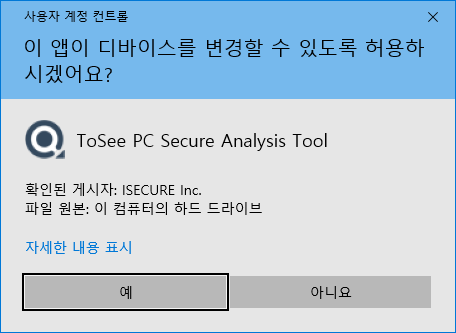 사용자 계정 컨트롤
이 앱이 디바이스를 변경할 수 있도록 허용하
시겠어요?
ToSee PC Secure Analysis Tool
확인된 게시자: ISECURE Inc.
파일 원본: 이 컴퓨터의 하드 드라이브
자세한 내용 표시
예 아니요